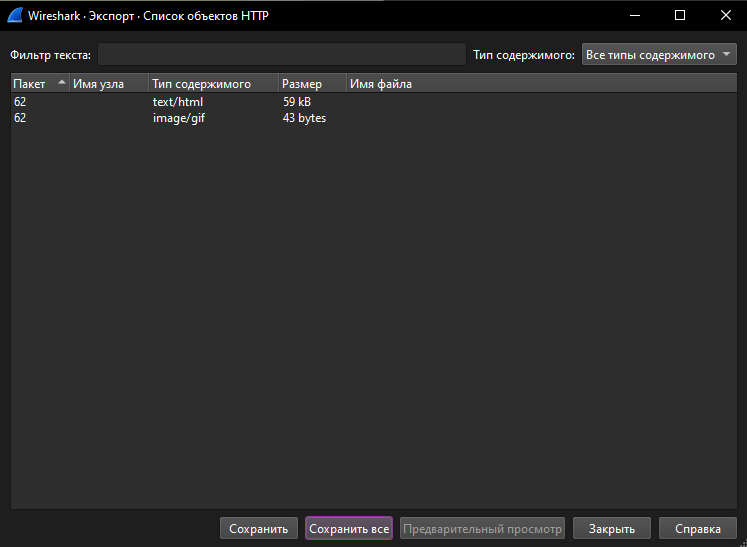 Wireshark · Экспорт · Список объектов HTTP
Фильтр текста: Тип содержимого: Все типы содержимого
Пакет Имя узла Тип содержимого Размер Имя файла
62 text/html 59 kB
62 image/gif 43 bytes
Сохранить Сохранить все Предварительный просмотр Закрыть Справка